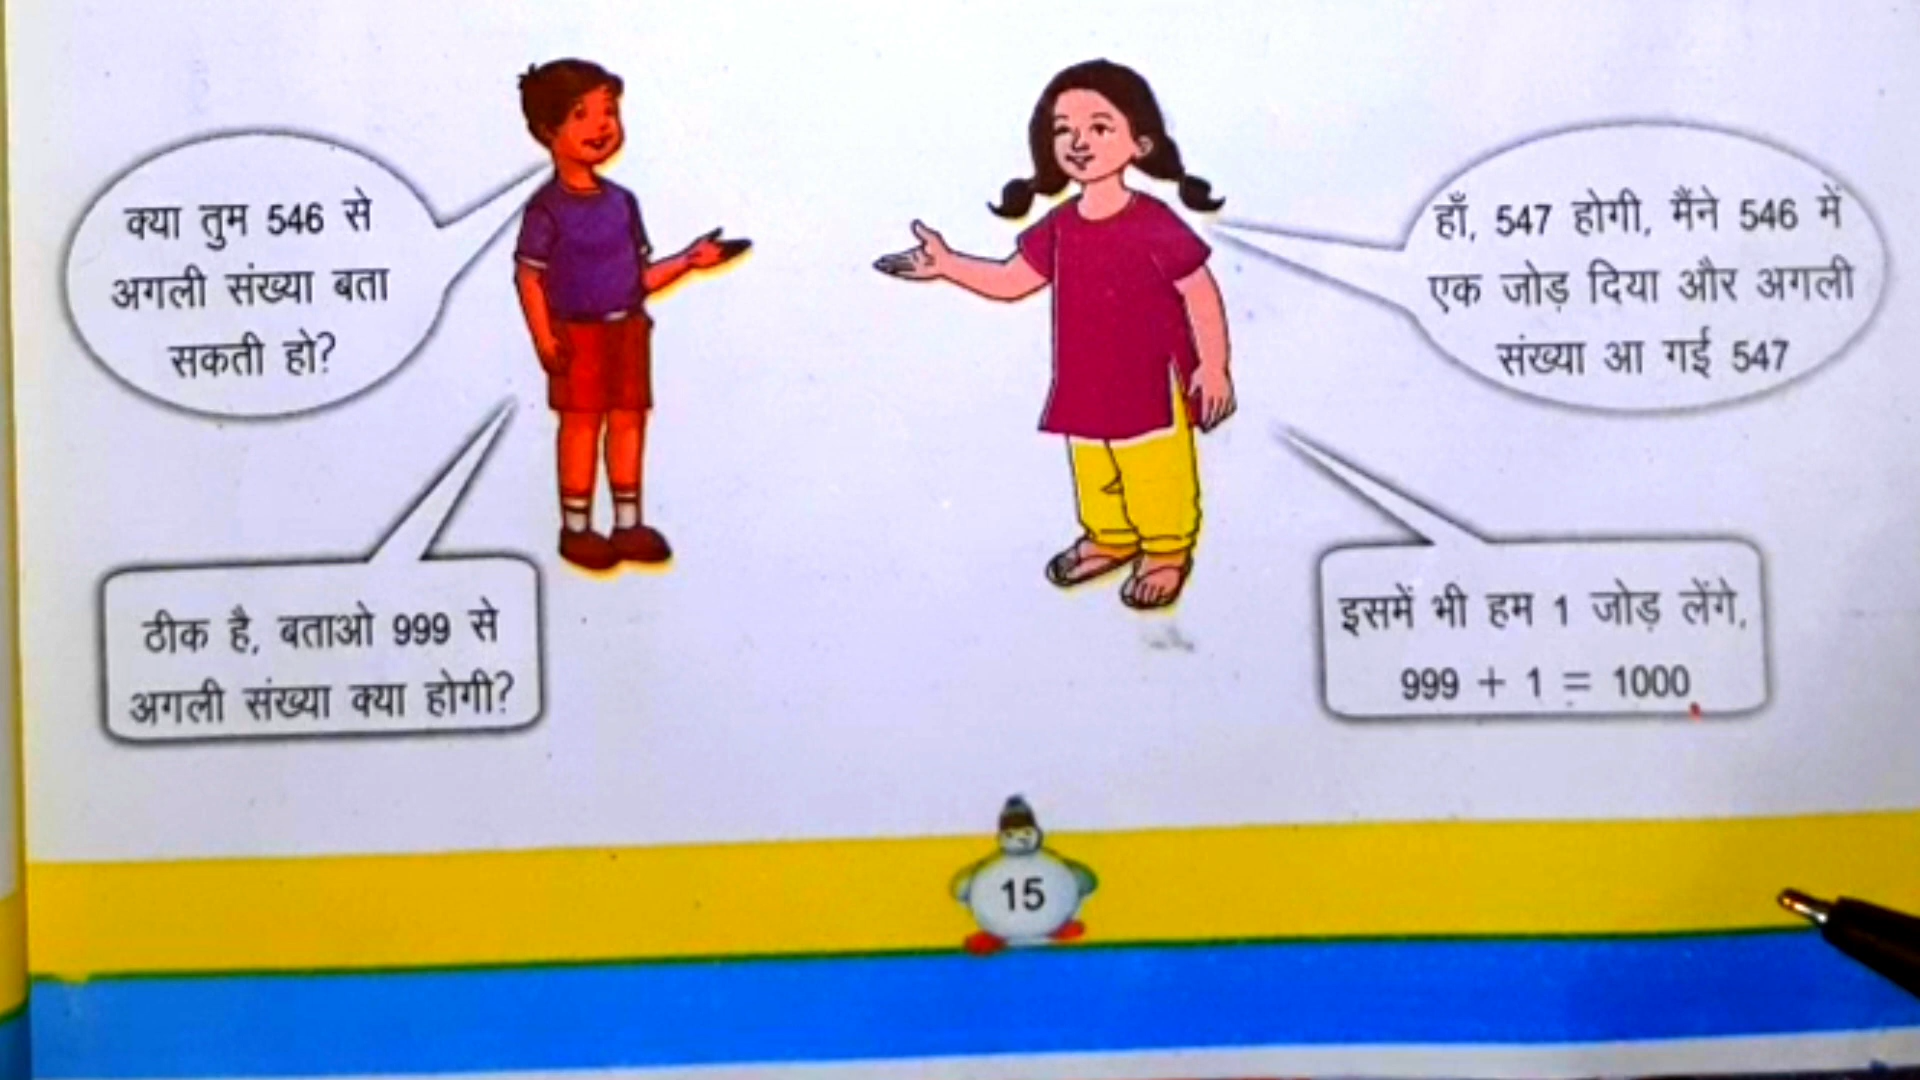 क्या तुम 546 से
अगली संख्या बता
सकती हो?
हाँ, 547 होगी, मैंने 546 में
एक जोड़ दिया और अगली
संख्या आ गई 547
ठीक है, बताओ 999 से
अगली संख्या क्या होगी?
इसमें भी हम 1 जोड़ लेंगे,
999 + 1 = 1000
15